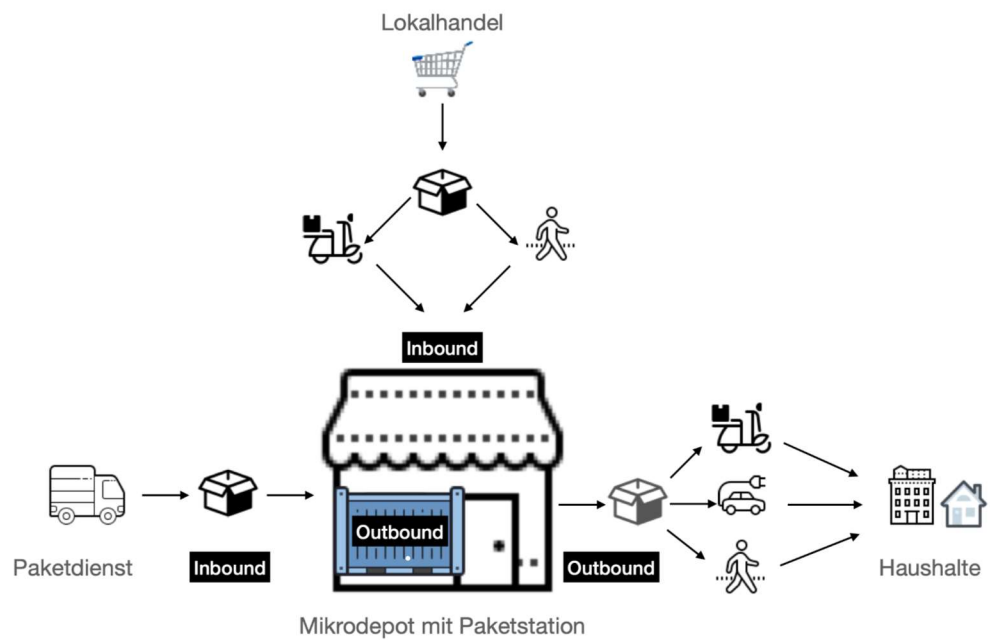 Lokalhandel
Inbound
Outbound
Paketdienst
Inbound
Outbound
Haushalte
Mikrodepot mit Paketstation